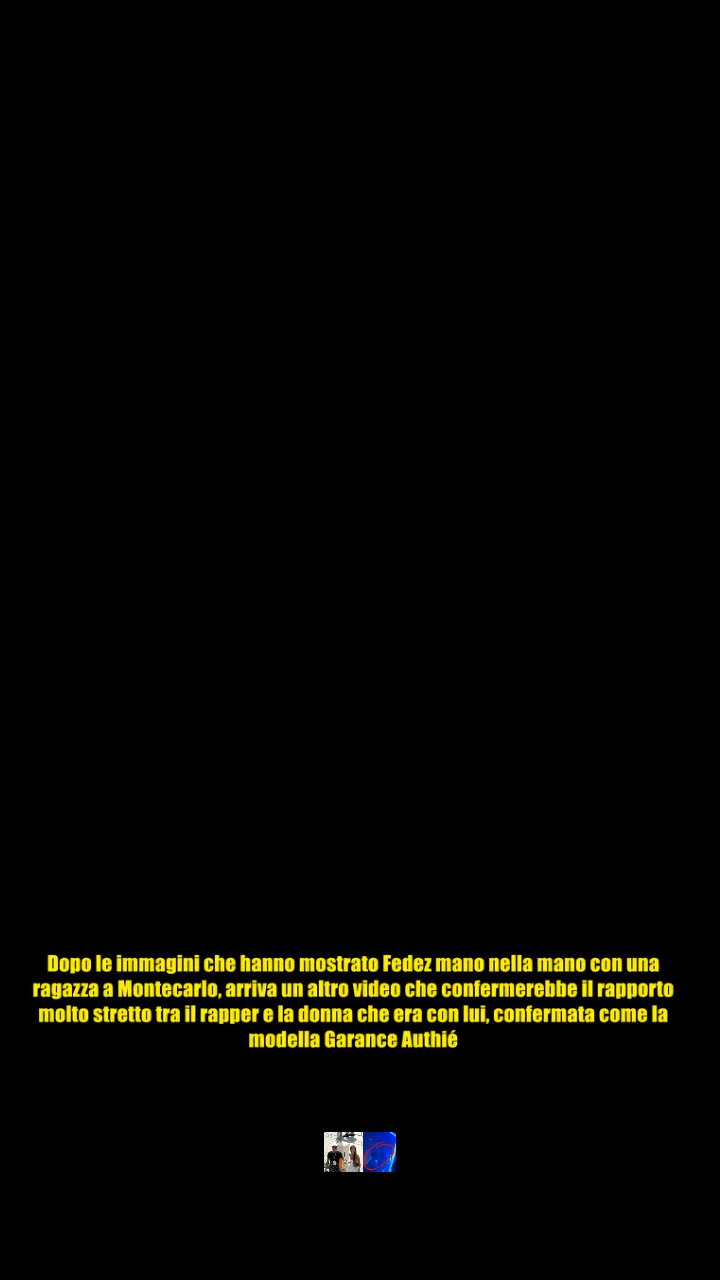 Dopo le immagini che hanno mostrato Fedez mano nella mano con una
ragazza a Montecarlo, arriva un altro video che confermerebbe il rapporto
molto stretto tra il rapper e la donna che era con lui, confermata come la
modella Garance Authié